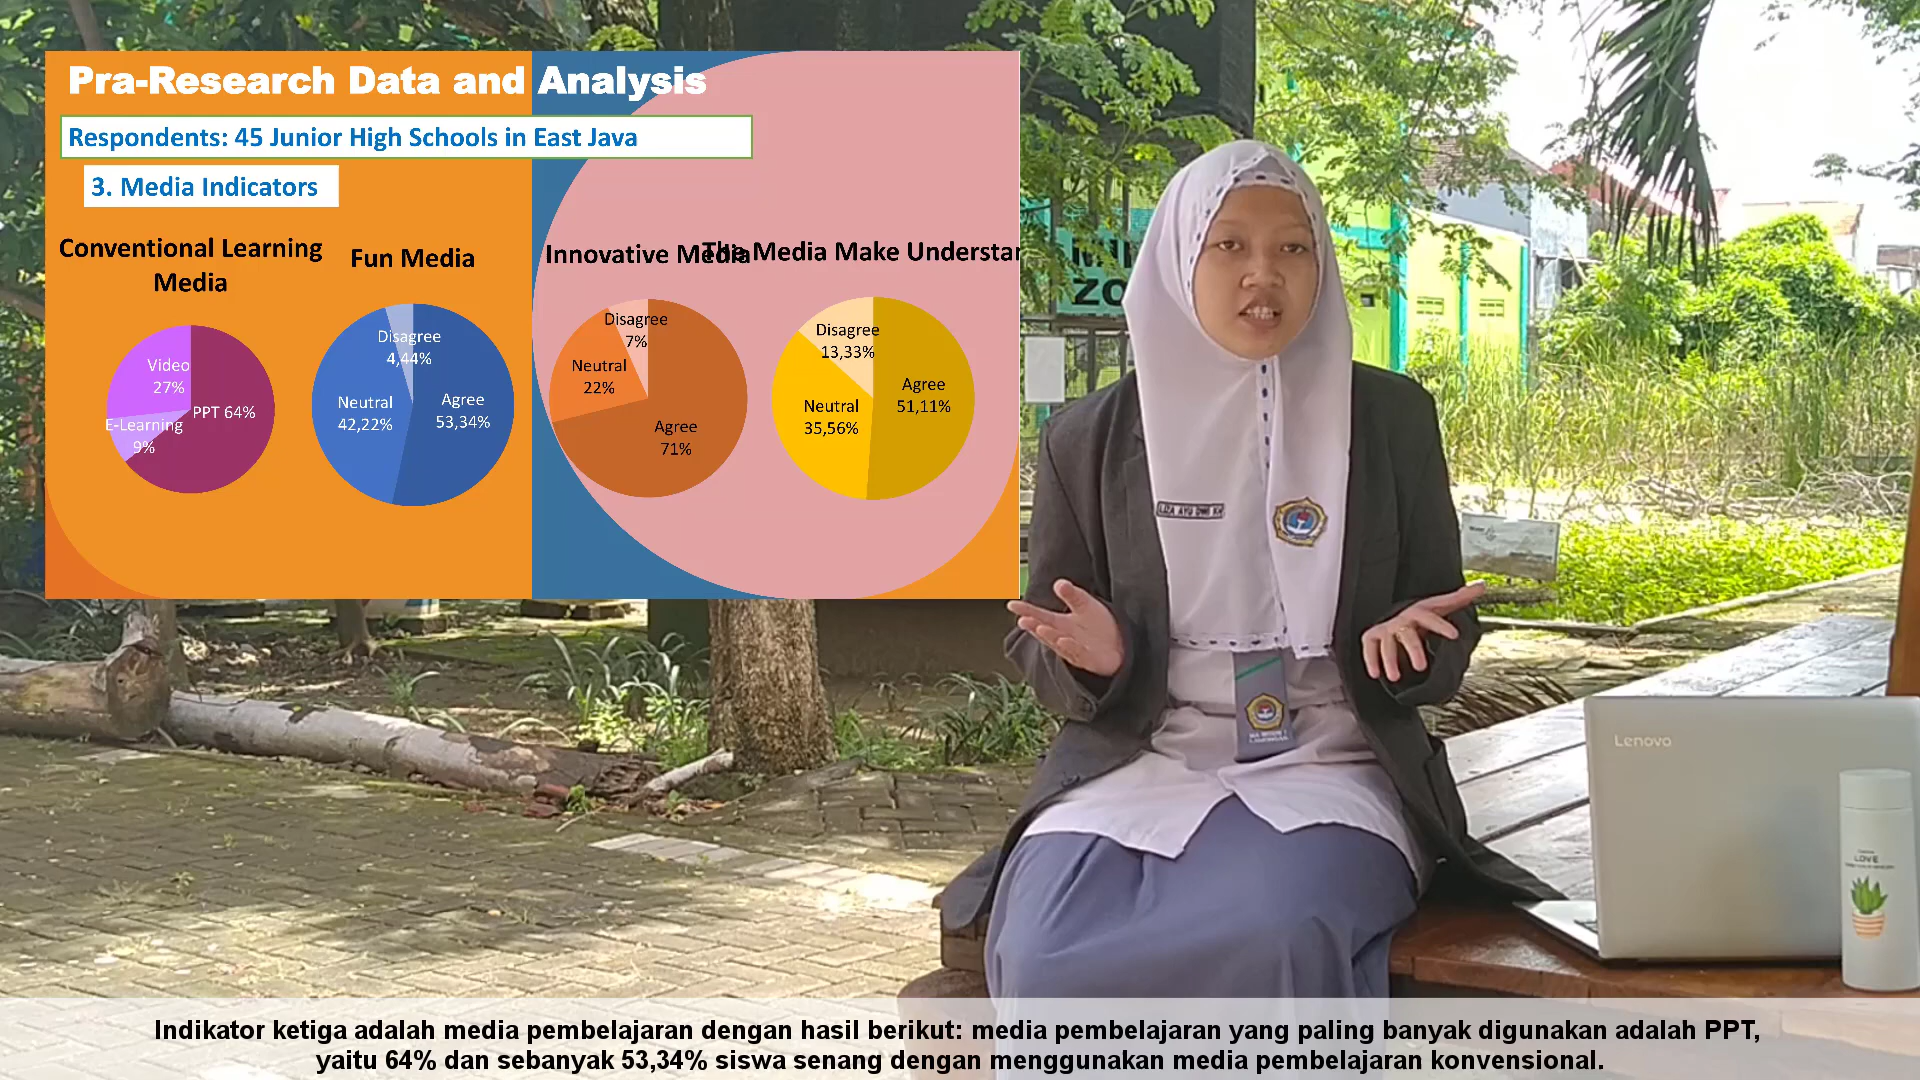 Pra-Research Data and Analysis
Respondents: 45 Junior High Schools in East Java
3. Media Indicators
Conventional Learning
Media
Video
27%
E-Learning
9%
PPT 64%
Fun Media
Disagree
4,44%
Neutral
42,22%
Agree
53,34%
Innovative Media
Disagree
7%
Neutral
22%
Agree
71%
The Media Make Understan
Disagree
13,33%
Neutral
35,56%
Agree
51,11%
ZO
Lenovo
LOVE
Indikator ketiga adalah media pembelajaran dengan hasil berikut: media pembelajaran yang paling banyak digunakan adalah PPT,
yaitu 64% dan sebanyak 53,34% siswa senang dengan menggunakan media pembelajaran konvensional.